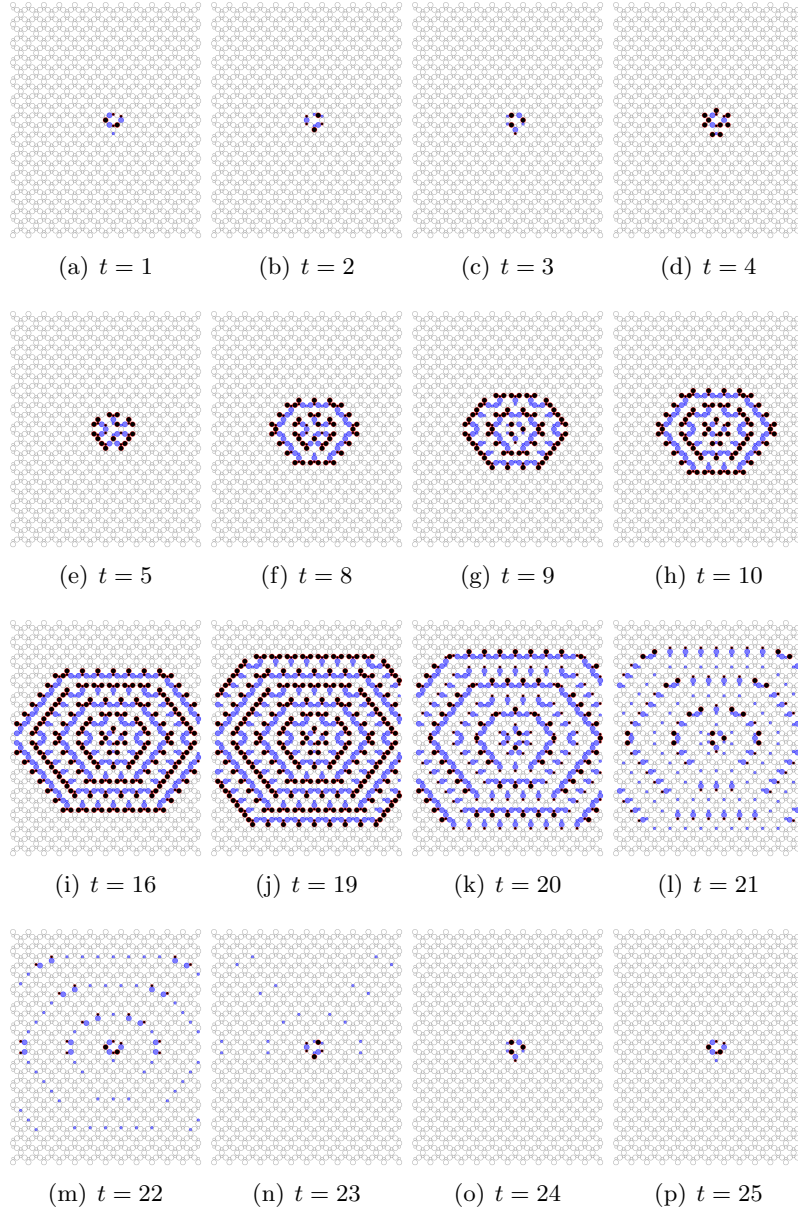 (a) t = 1 (b) t = 2 (c) t = 3 (d) t = 4
(e) t = 5 (f) t = 8 (g) t = 9 (h) t = 10
(i) t = 16 (j) t = 19 (k) t = 20 (l) t = 21
(m) t = 22 (n) t = 23 (o) t = 24 (p) t = 25